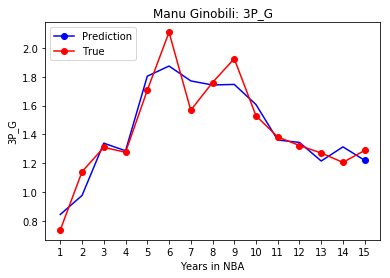 Manu Ginobili: 3P_G
Prediction
True
3P_G
2.0
1.8
1.6
1.4
1.2
1.0
0.8
1 2 3 4 5 6 7 8 9 10 11 12 13 14 15
Years in NBA